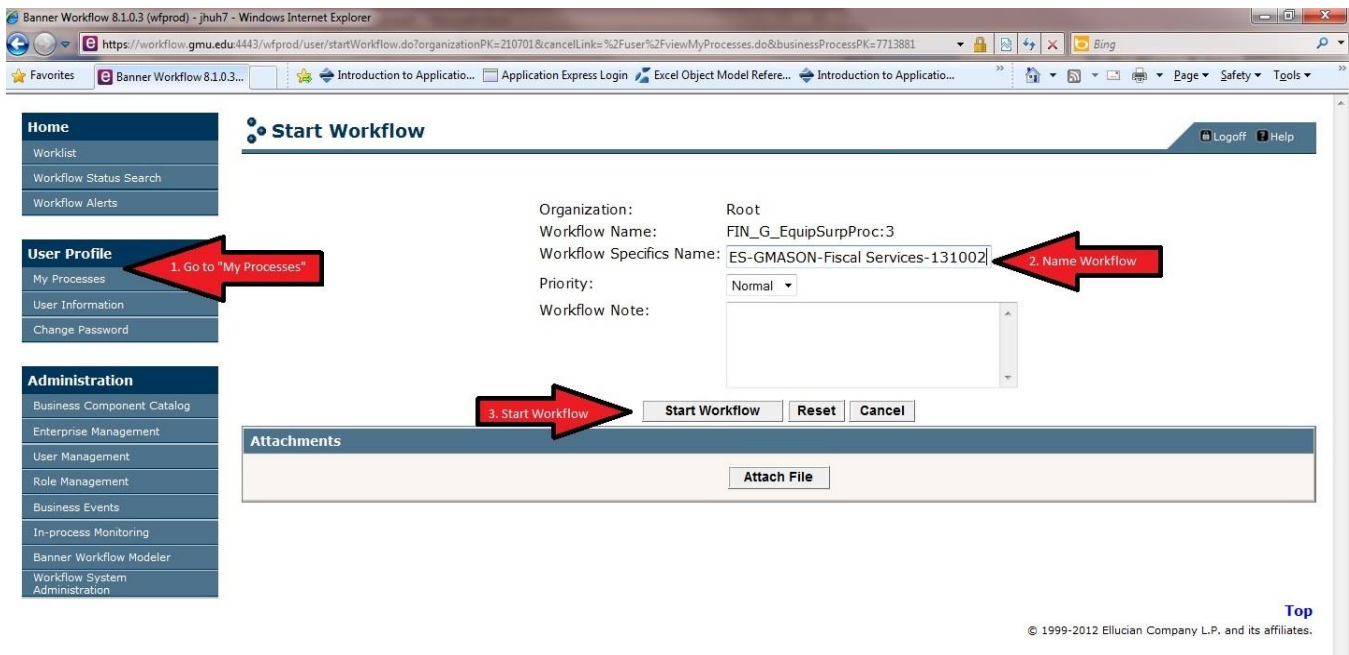 Banner Workflow 8.1.0.3 (wfprod) - jhuh7 - Windows Internet Explorer
https://workflow.gmu.edu:4443/wfprod/user/startWorkflow.do?organizationPK=210701&cancelLink=%2Fuser%2FviewMyProcesses.do&businessProcessPK=7713881
Bing
Favorites
Banner Workflow 8.1.0.3...
Introduction to Applicatio...
Application Express Login
Excel Object Model Refere...
Introduction to Applicatio...
Page
Safety
Tools
Home
Worklist
Workflow Status Search
Workflow Alerts
User Profile
My Processes
User Information
Change Password
Administration
Business Component Catalog
Enterprise Management
User Management
Role Management
Business Events
In-process Monitoring
Banner Workflow Modeler
Workflow System
Administration
Start Workflow
Logoff
Help
Organization: Root
Workflow Name: FIN_G_EquipSurpProc:3
Workflow Specifics Name: ES-GMASON-Fiscal Services-131002
Priority: Normal
Workflow Note:
1. Go to "My Processes"
2. Name Workflow
3. Start Workflow
Start Workflow Reset Cancel
Attachments
Attach File
Top
© 1999-2012 Ellucian Company L.P. and its affiliates.